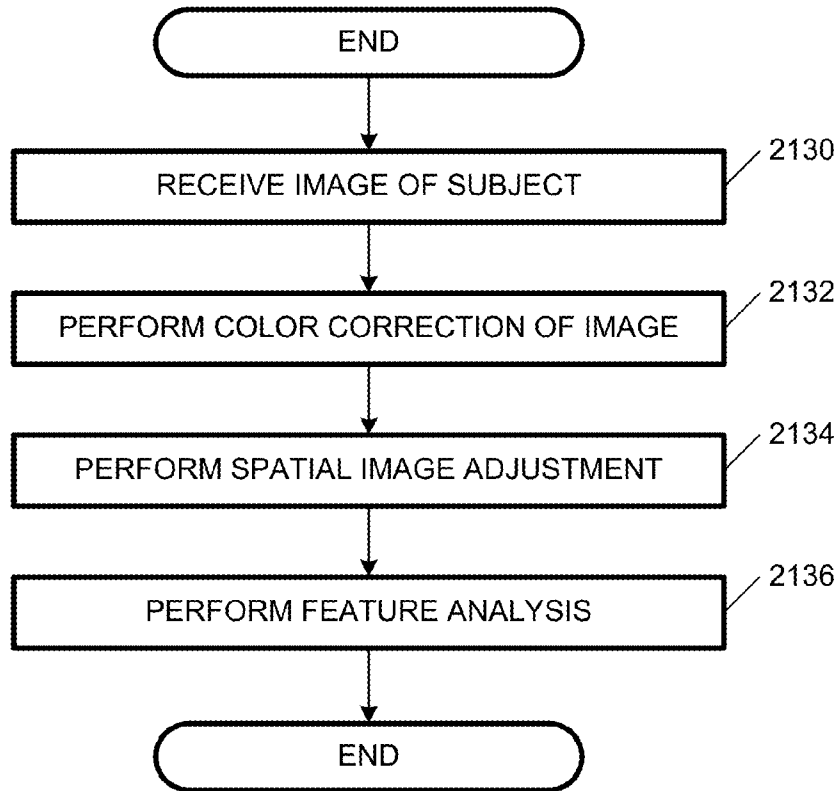 END
2130
RECEIVE IMAGE OF SUBJECT
2132
PERFORM COLOR CORRECTION OF IMAGE
2134
PERFORM SPATIAL IMAGE ADJUSTMENT
2136
PERFORM FEATURE ANALYSIS
END